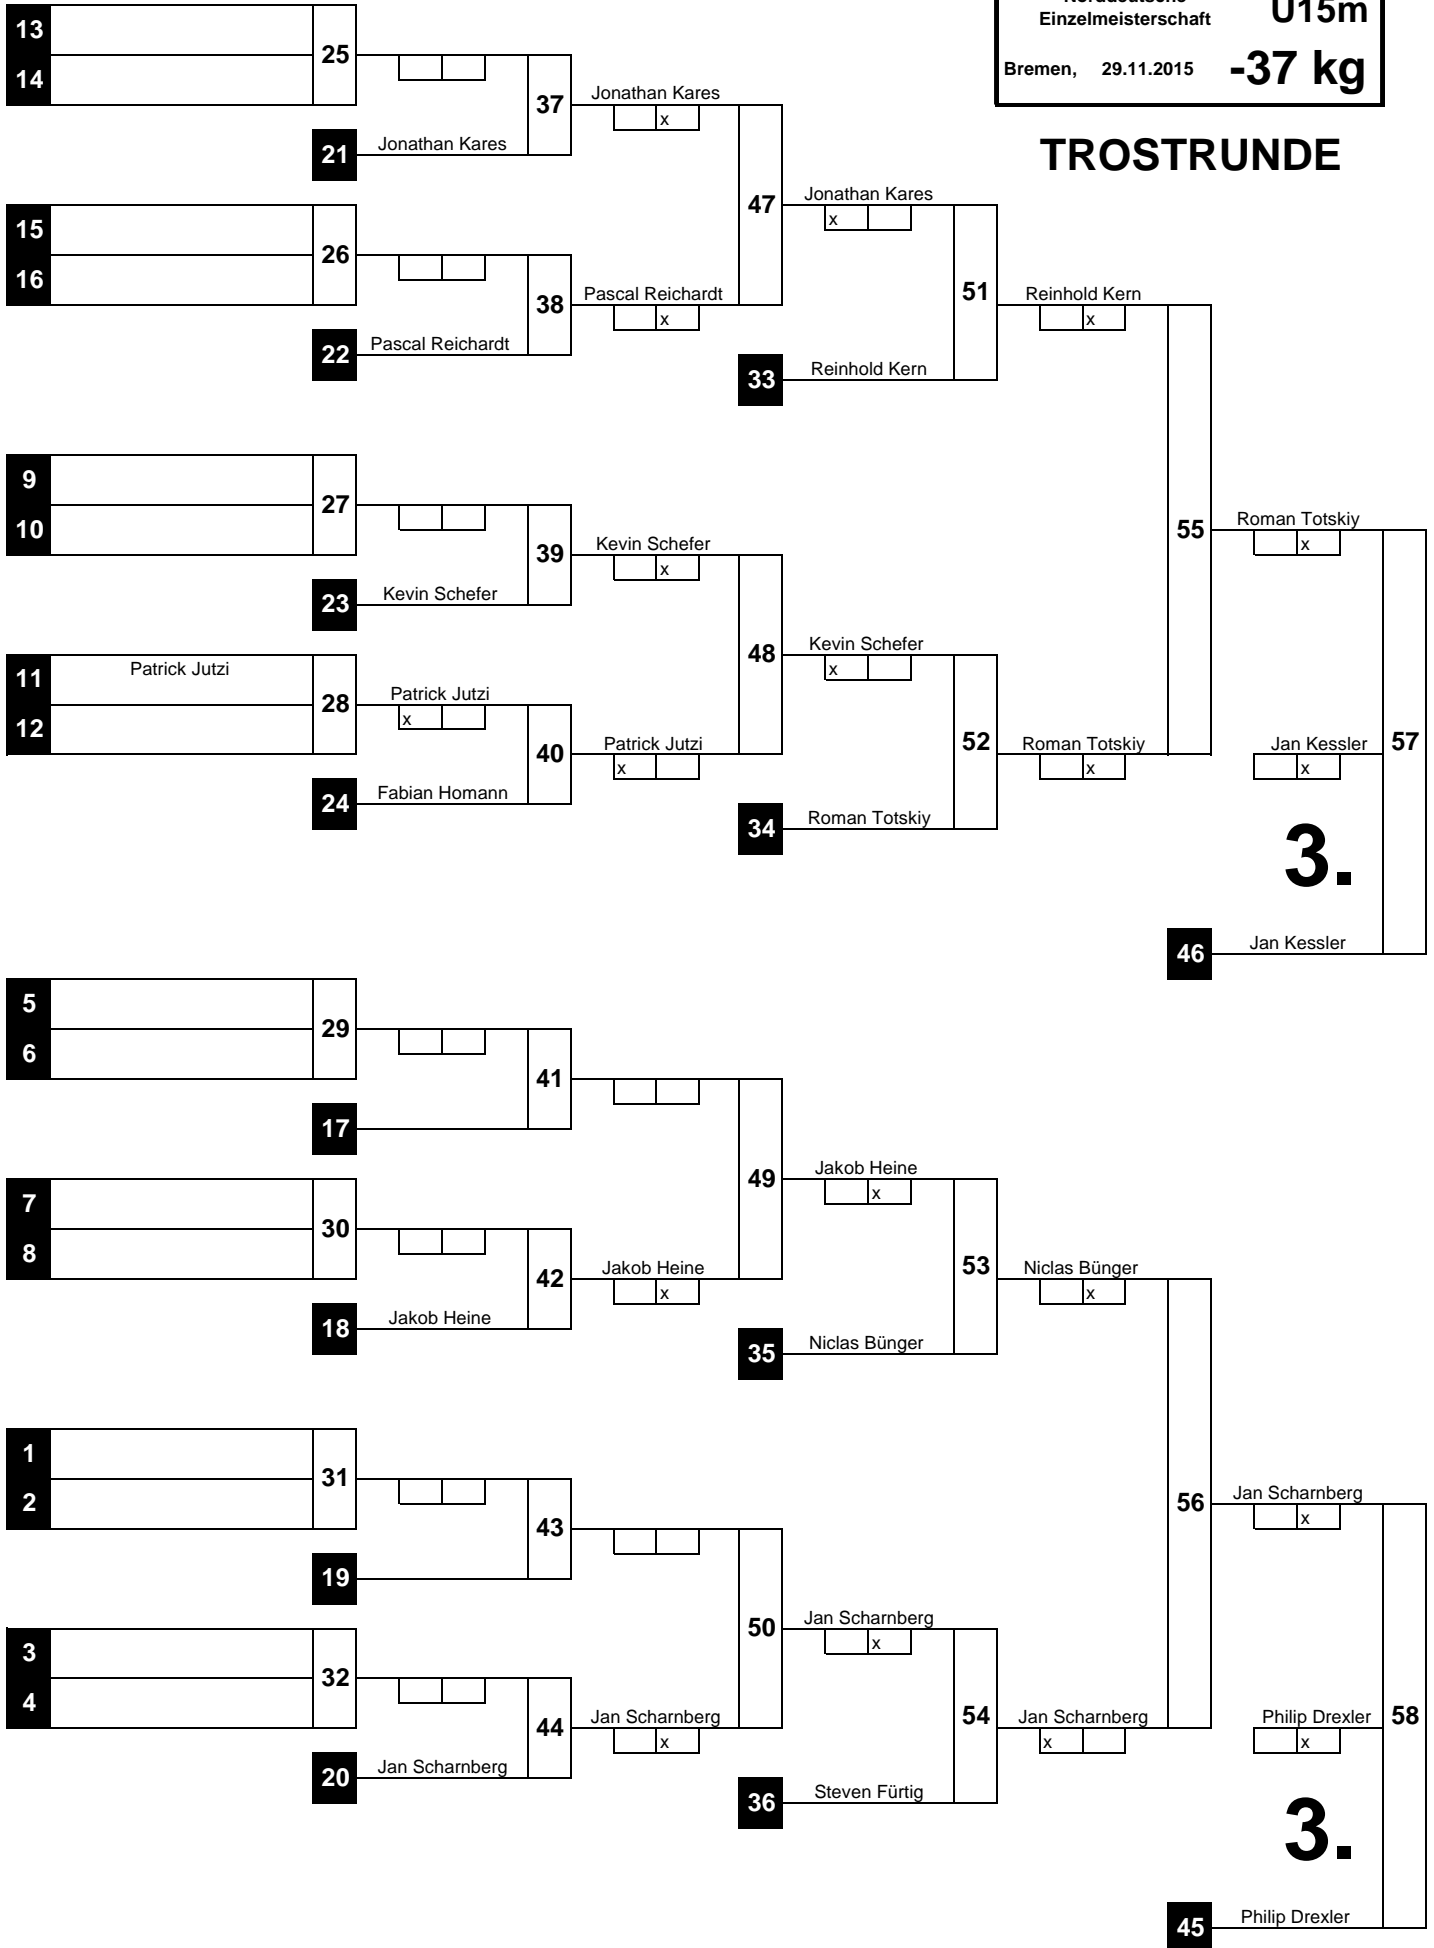 Norddeutsche
Einzelmeisterschaft U15m
Bremen, 29.11.2015 -37 kg
TROSTRUNDE
13
14
25
37
Jonathan Kares
x
21
Jonathan Kares
47
Jonathan Kares
x
15
16
26
38
Pascal Reichardt
x
22
Pascal Reichardt
51
Reinhold Kern
x
33
Reinhold Kern
9
10
27
39
Kevin Schefer
x
23
Kevin Schefer
55
Roman Totskiy
x
11
12
Patrick Jutzi
28
Patrick Jutzi
x
48
Kevin Schefer
x
40
Patrick Jutzi
x
24
Fabian Homann
52
Roman Totskiy
x
Jan Kessler
x
57
34
Roman Totskiy
3.
46
Jan Kessler
5
6
29
41
17
49
Jakob Heine
x
7
8
30
42
Jakob Heine
x
18
Jakob Heine
53
Niclas Bünger
x
35
Niclas Bünger
1
2
31
43
19
56
Jan Scharnberg
x
3
4
32
50
Jan Scharnberg
x
44
Jan Scharnberg
x
20
Jan Scharnberg
54
Jan Scharnberg
x
Philip Drexler
x
58
36
Steven Fürtig
3.
45
Philip Drexler